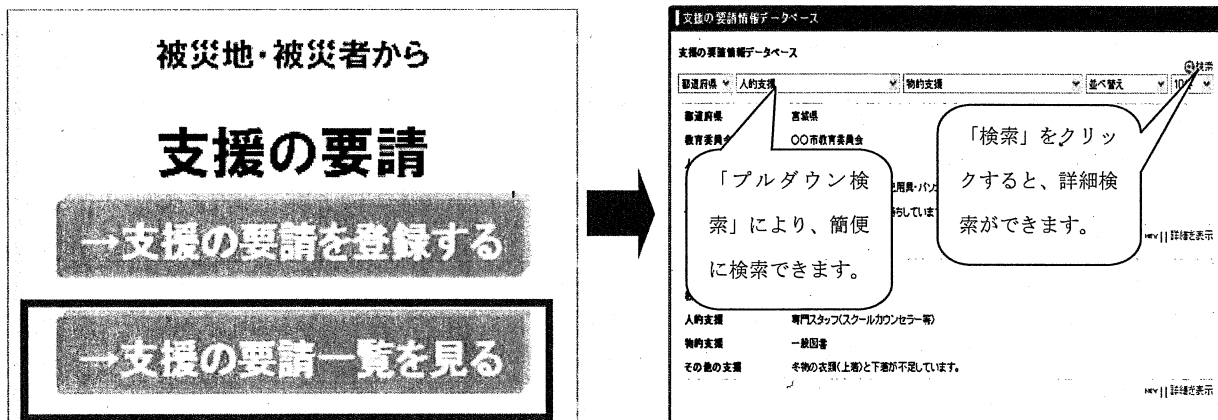 被災地・被災者から
支援の要請
→支援の要請を登録する
→支援の要請一覧を見る
支援の要請情報データベース
支援の要請情報データベース
検索
都道府県 人的支援 物的支援 並べ替え
都道府県 宮城県
教育委員会 〇〇市教育委員会
「プルダウン検
索」により、簡便
に検索できます。
「検索」をクリッ
クすると、詳細検
索ができます。
NEW || 詳細を表示
人的支援 専門スタッフ(スクールカウンセラー等)
物的支援 一般図書
その他の支援 冬物の衣類(上着)と下着が不足しています。
NEW || 詳細を表示